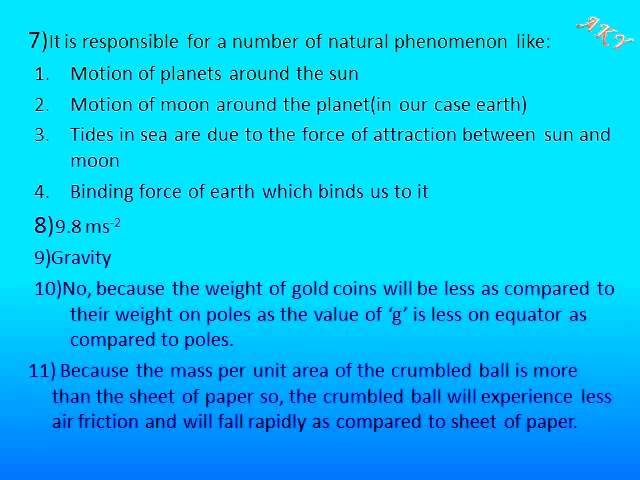 AKY
7)It is responsible for a number of natural phenomenon like:
1. Motion of planets around the sun
2. Motion of moon around the planet(in our case earth)
3. Tides in sea are due to the force of attraction between sun and
moon
4. Binding force of earth which binds us to it
8)9.8 ms-2
9)Gravity
10)No, because the weight of gold coins will be less as compared to
their weight on poles as the value of ‘g’ is less on equator as
compared to poles.
11) Because the mass per unit area of the crumbled ball is more
than the sheet of paper so, the crumbled ball will experience less
air friction and will fall rapidly as compared to sheet of paper.